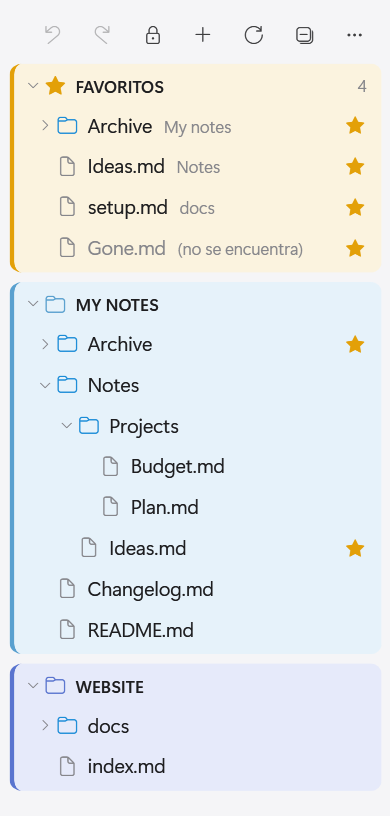 FAVORITOS 4
Archive My notes
Ideas.md Notes
setup.md docs
Gone.md (no se encuentra)
MY NOTES
Archive
Notes
Projects
Budget.md
Plan.md
Ideas.md
Changelog.md
README.md
WEBSITE
docs
index.md